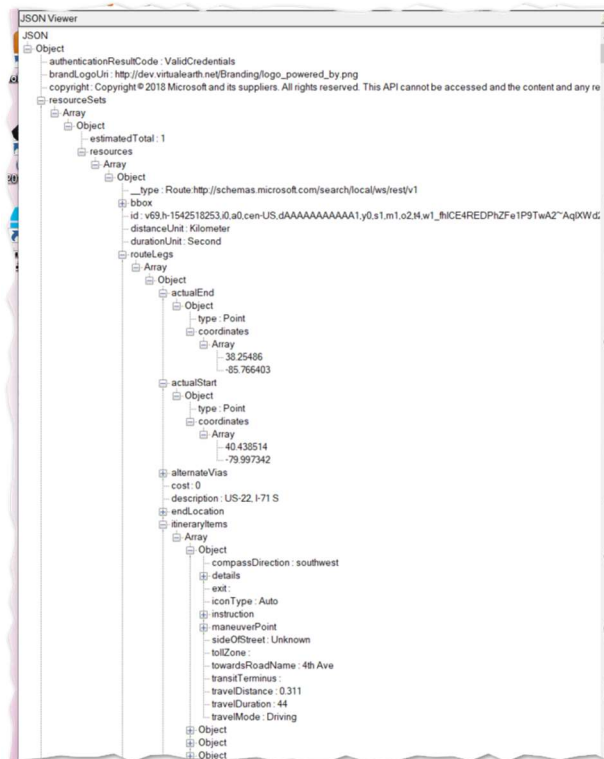 JSON Viewer
JSON
Object
authenticationResultCode : ValidCredentials
brandLogoUri : http://dev.virtualearth.net/Branding/logo_powered_by.png
copyright : Copyright © 2018 Microsoft and its suppliers. All rights reserved. This API cannot be accessed and the content and any re
resourceSets
Array
Object
estimatedTotal : 1
resources
Array
Object
__type : Route:http://schemas.microsoft.com/search/local/ws/rest/v1
bbox
id : v69,h-1542518253,i0,a0,cen-US,dAAAAAAAAAAA1,y0,s1,m1,o2,t4,w1_fhICE4REDPhZFe1P9TwA2~
distanceUnit : Kilometer
durationUnit : Second
routeLegs
Array
Object
actualEnd
Object
type : Point
coordinates
Array
38.25486
-85.766403
actualStart
Object
type : Point
coordinates
Array
40.438514
-79.997342
alternateVias
cost : 0
description : US-22, I-71 S
endLocation
itineraryItems
Array
Object
compassDirection : southwest
details
exit :
iconType : Auto
instruction
maneuverPoint
sideOfStreet : Unknown
tollZone :
towardsRoadName : 4th Ave
transitTerminus :
travelDistance : 0.311
travelDuration : 44
travelMode : Driving
Object
Object
Object